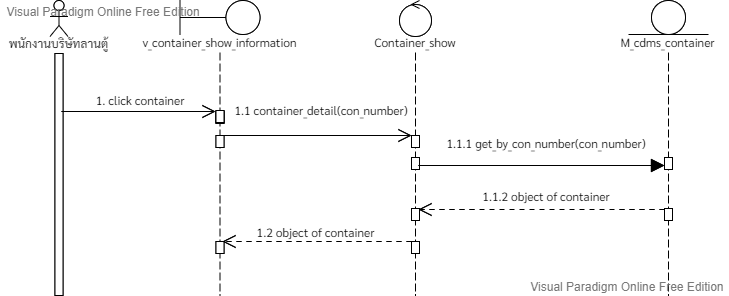 Visual Paradigm Online Free Edition
พนักงานบริษัทลานตู้
v_container_show_information
Container_show
M_cdms_container
1. click container
1.1 container_detail(con_number)
1.1.1 get_by_con_number(con_number)
1.1.2 object of container
1.2 object of container
Visual Paradigm Online Free Edition